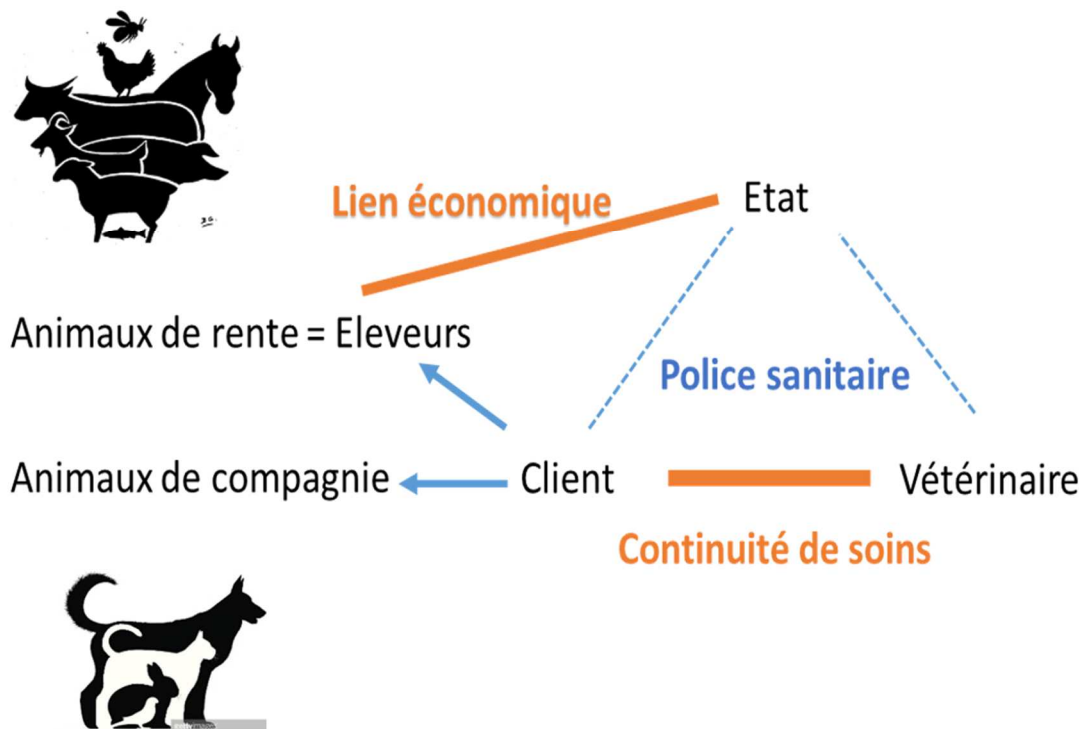 Lien économique
Etat
Animaux de rente = Eleveurs
Police sanitaire
Animaux de compagnie
Client
Vétérinaire
Continuité de soins